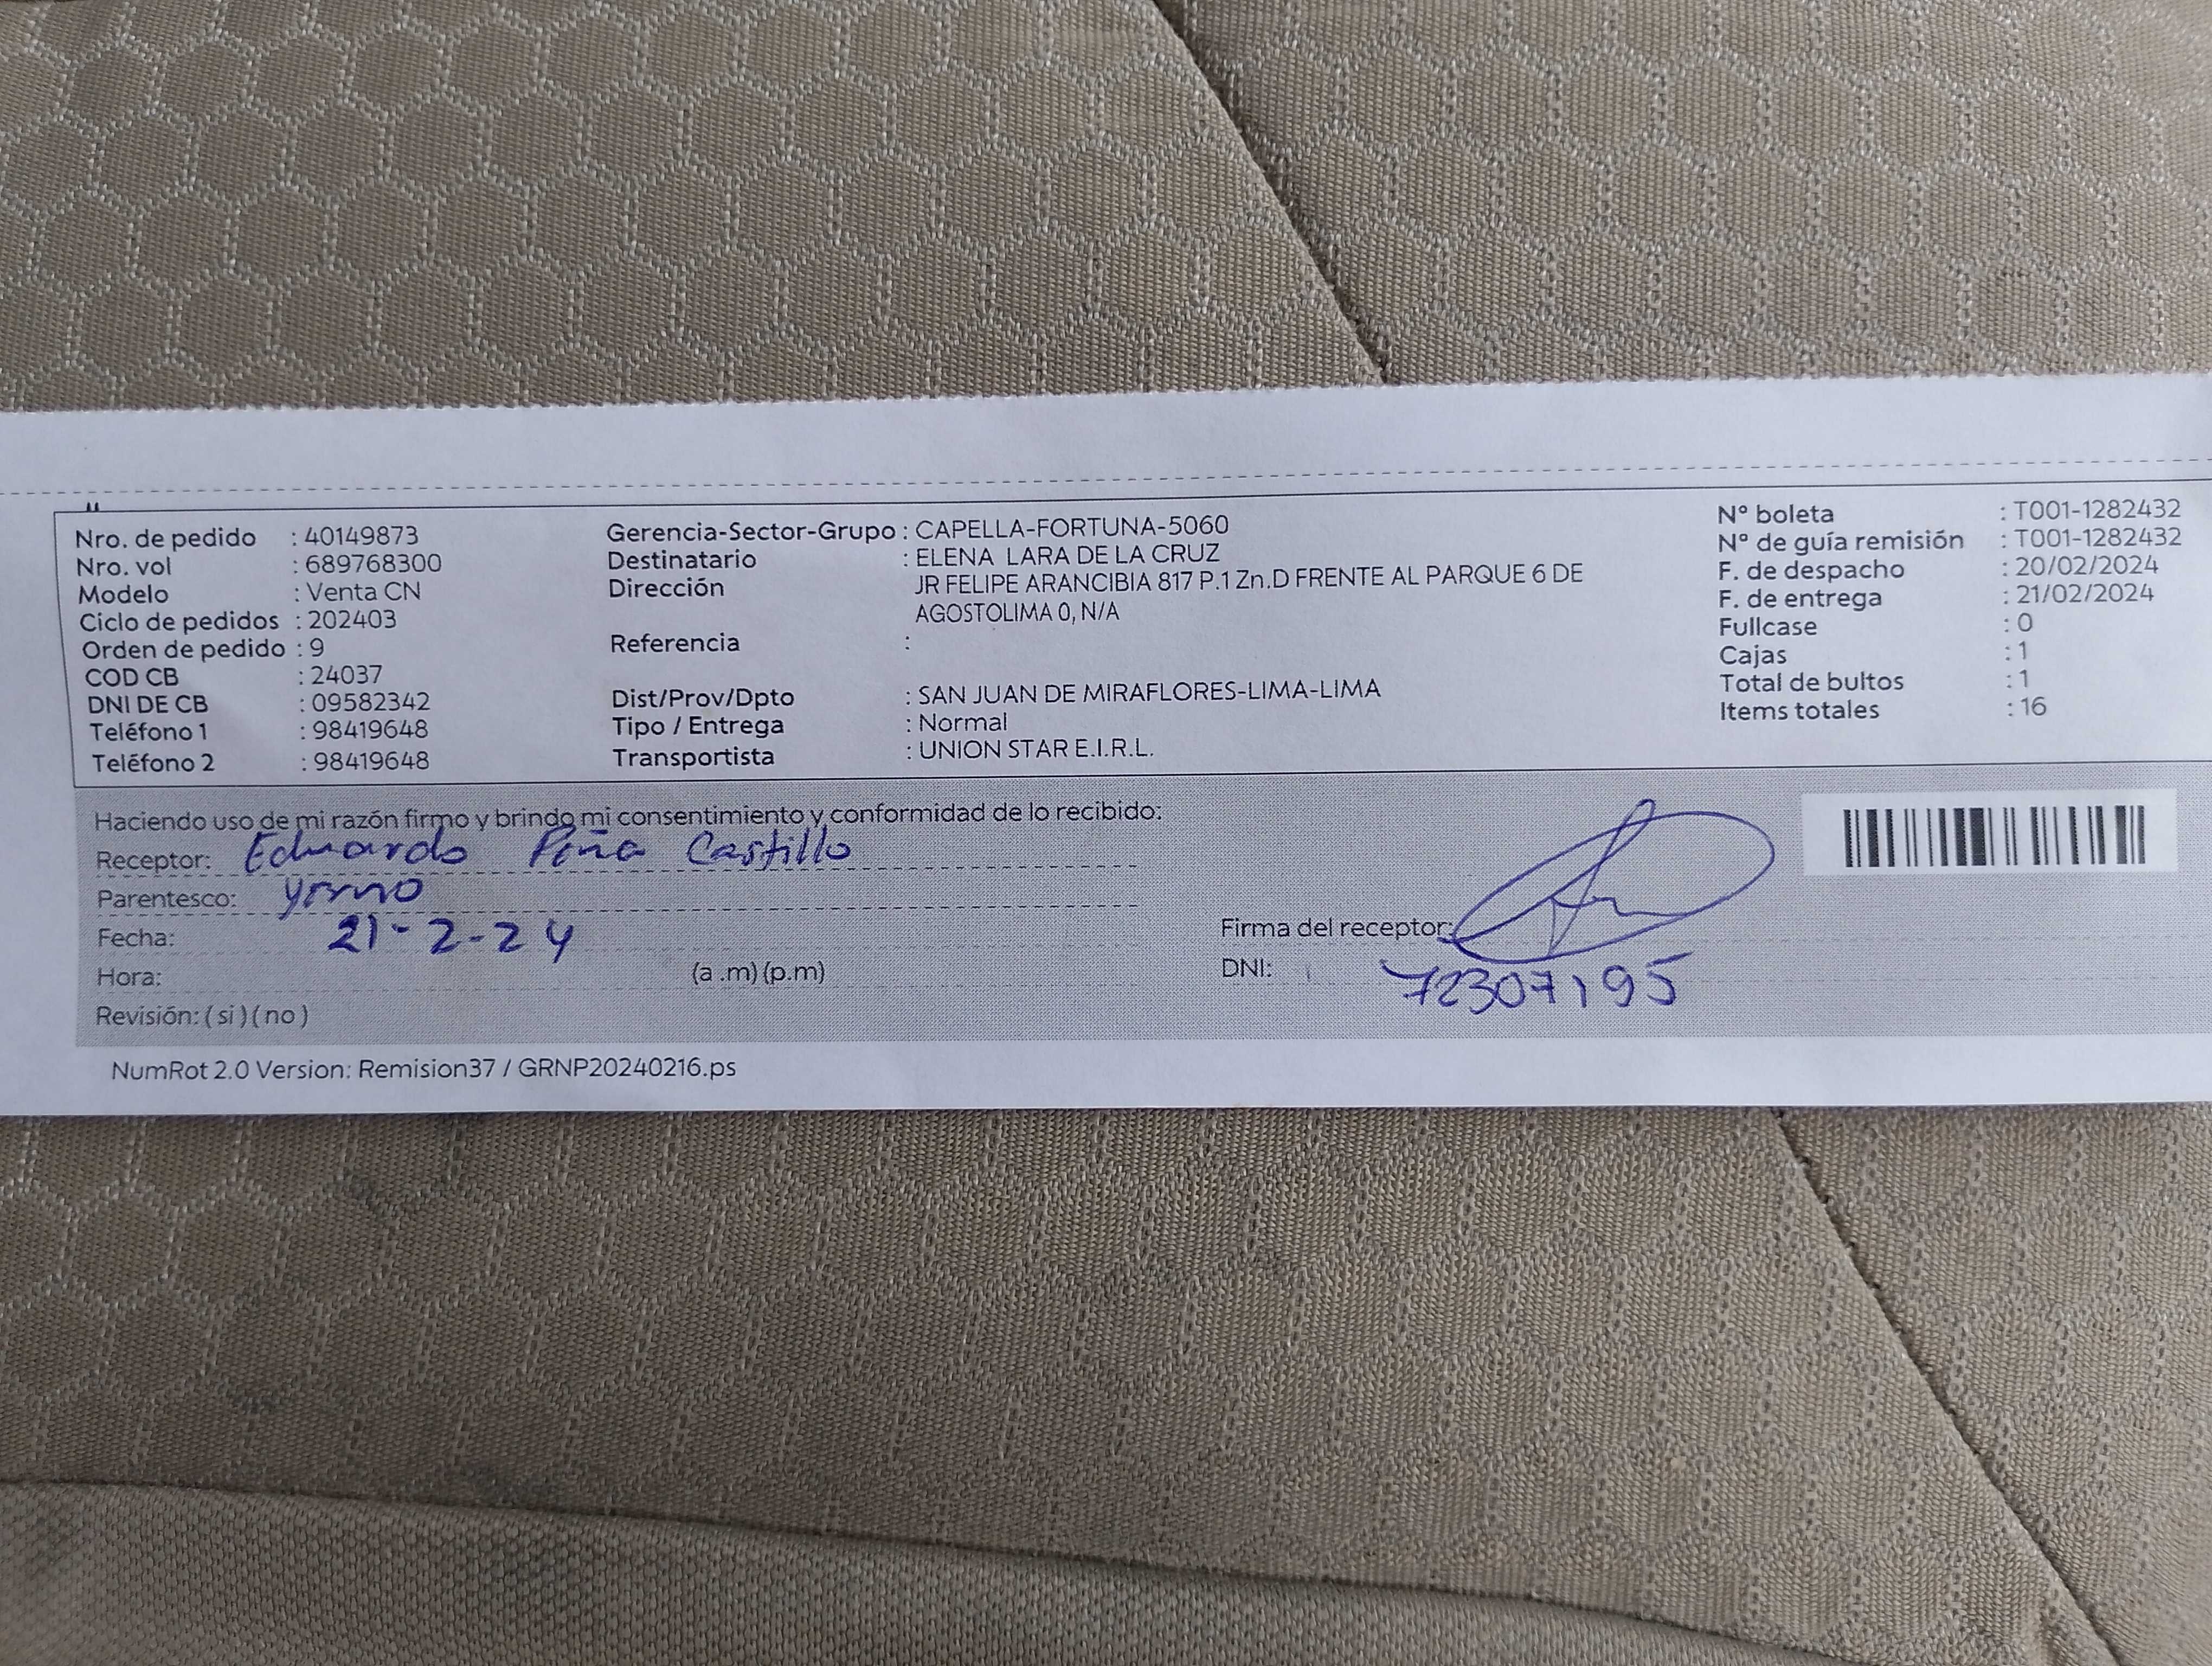 Nro. de pedido : 40149873
Nro. vol : 689768300
Modelo : Venta CN
Ciclo de pedidos : 202403
Orden de pedido : 9
COD CB : 24037
DNI DE CB : 09582342
Teléfono 1 : 98419648
Teléfono 2 : 98419648
Gerencia-Sector-Grupo : CAPELLA-FORTUNA-5060
Destinatario : ELENA LARA DE LA CRUZ
Dirección JR FELIPE ARANCIBIA 817 P.1 Zn.D FRENTE AL PARQUE 6 DE
AGOSTOLIMA 0, N/A
Referencia :
Dist/Prov/Dpto : SAN JUAN DE MIRAFLORES-LIMA-LIMA
Tipo / Entrega : Normal
Transportista : UNION STAR E.I.R.L.
N° boleta : T001-1282432
N° de guía remisión : T001-1282432
F. de despacho : 20/02/2024
F. de entrega : 21/02/2024
Fullcase : 0
Cajas : 1
Total de bultos : 1
Items totales : 16
Haciendo uso de mi razón firmo y brindo mi consentimiento y conformidad de lo recibido:
Receptor: Eduardo Piña Castillo
Parentesco: yerno
Fecha: 21-2-24
Hora: (a .m) (p.m)
Revisión: ( si ) ( no )
Firma del receptor:
DNI: 72307195
NumRot 2.0 Version: Remision37 / GRNP20240216.ps